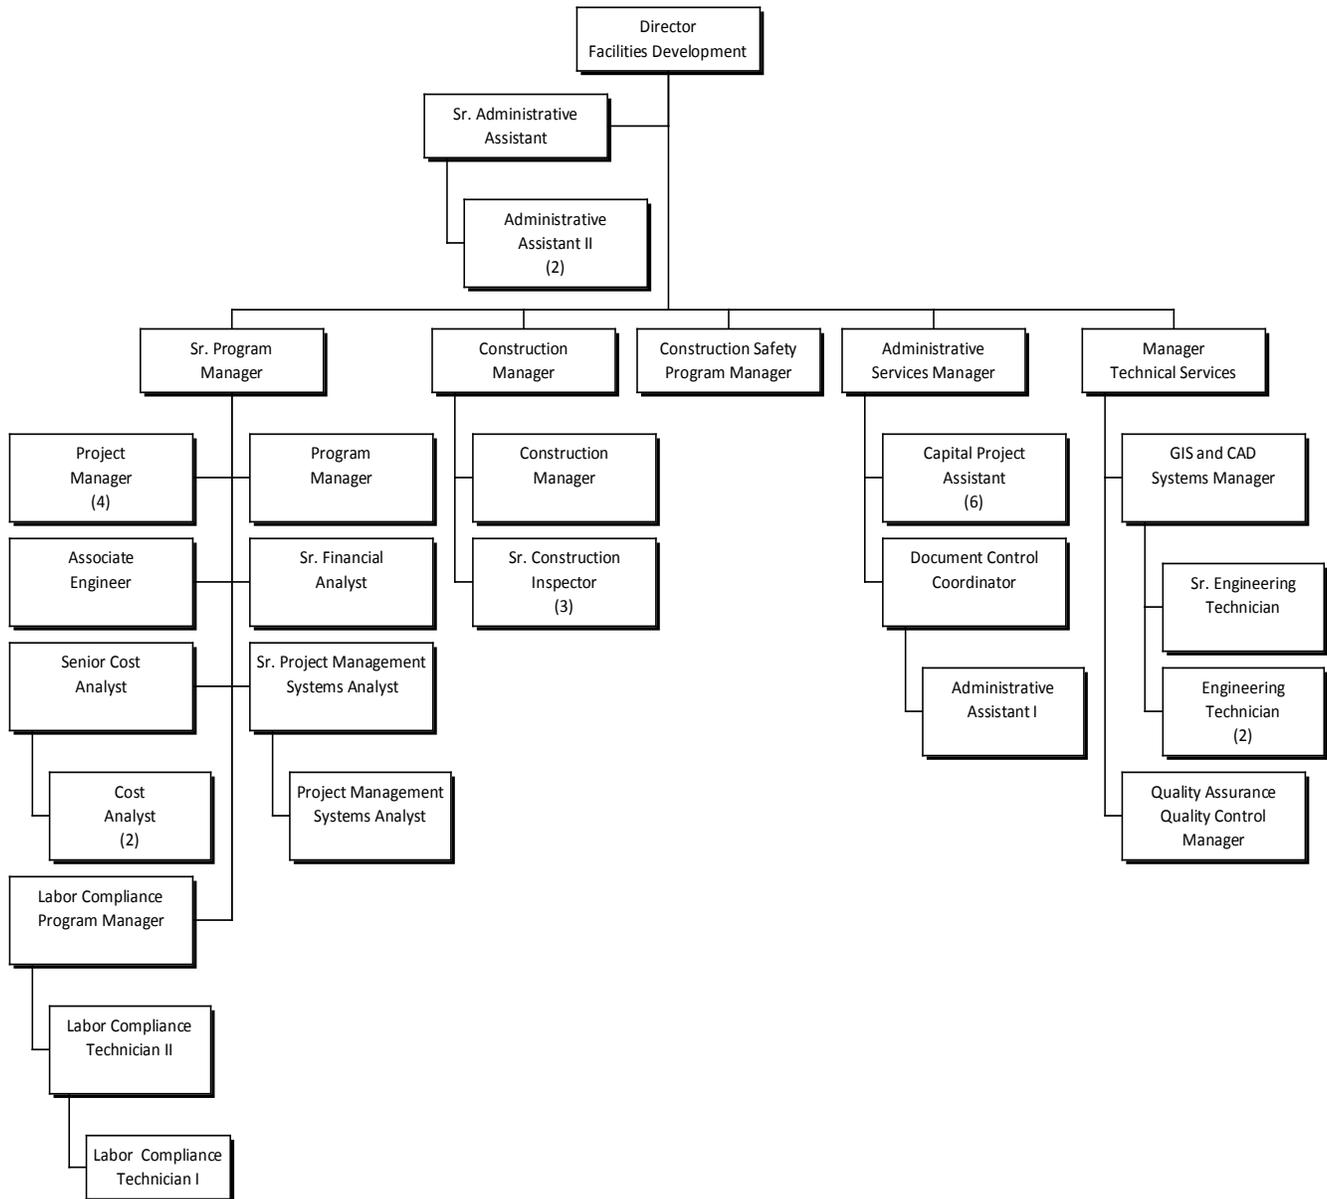 Director
Facilities Development
Sr. Administrative
Assistant
Administrative
Assistant II
(2)
Sr. Program
Manager
Construction
Manager
Construction Safety
Program Manager
Administrative
Services Manager
Manager
Technical Services
Project
Manager
(4)
Program
Manager
Construction
Manager
Capital Project
Assistant
(6)
GIS and CAD
Systems Manager
Associate
Engineer
Sr. Financial
Analyst
Sr. Construction
Inspector
(3)
Document Control
Coordinator
Sr. Engineering
Technician
Senior Cost
Analyst
Sr. Project Management
Systems Analyst
Administrative
Assistant I
Engineering
Technician
(2)
Cost
Analyst
(2)
Project Management
Systems Analyst
Quality Assurance
Quality Control
Manager
Labor Compliance
Program Manager
Labor Compliance
Technician II
Labor  Compliance
Technician I